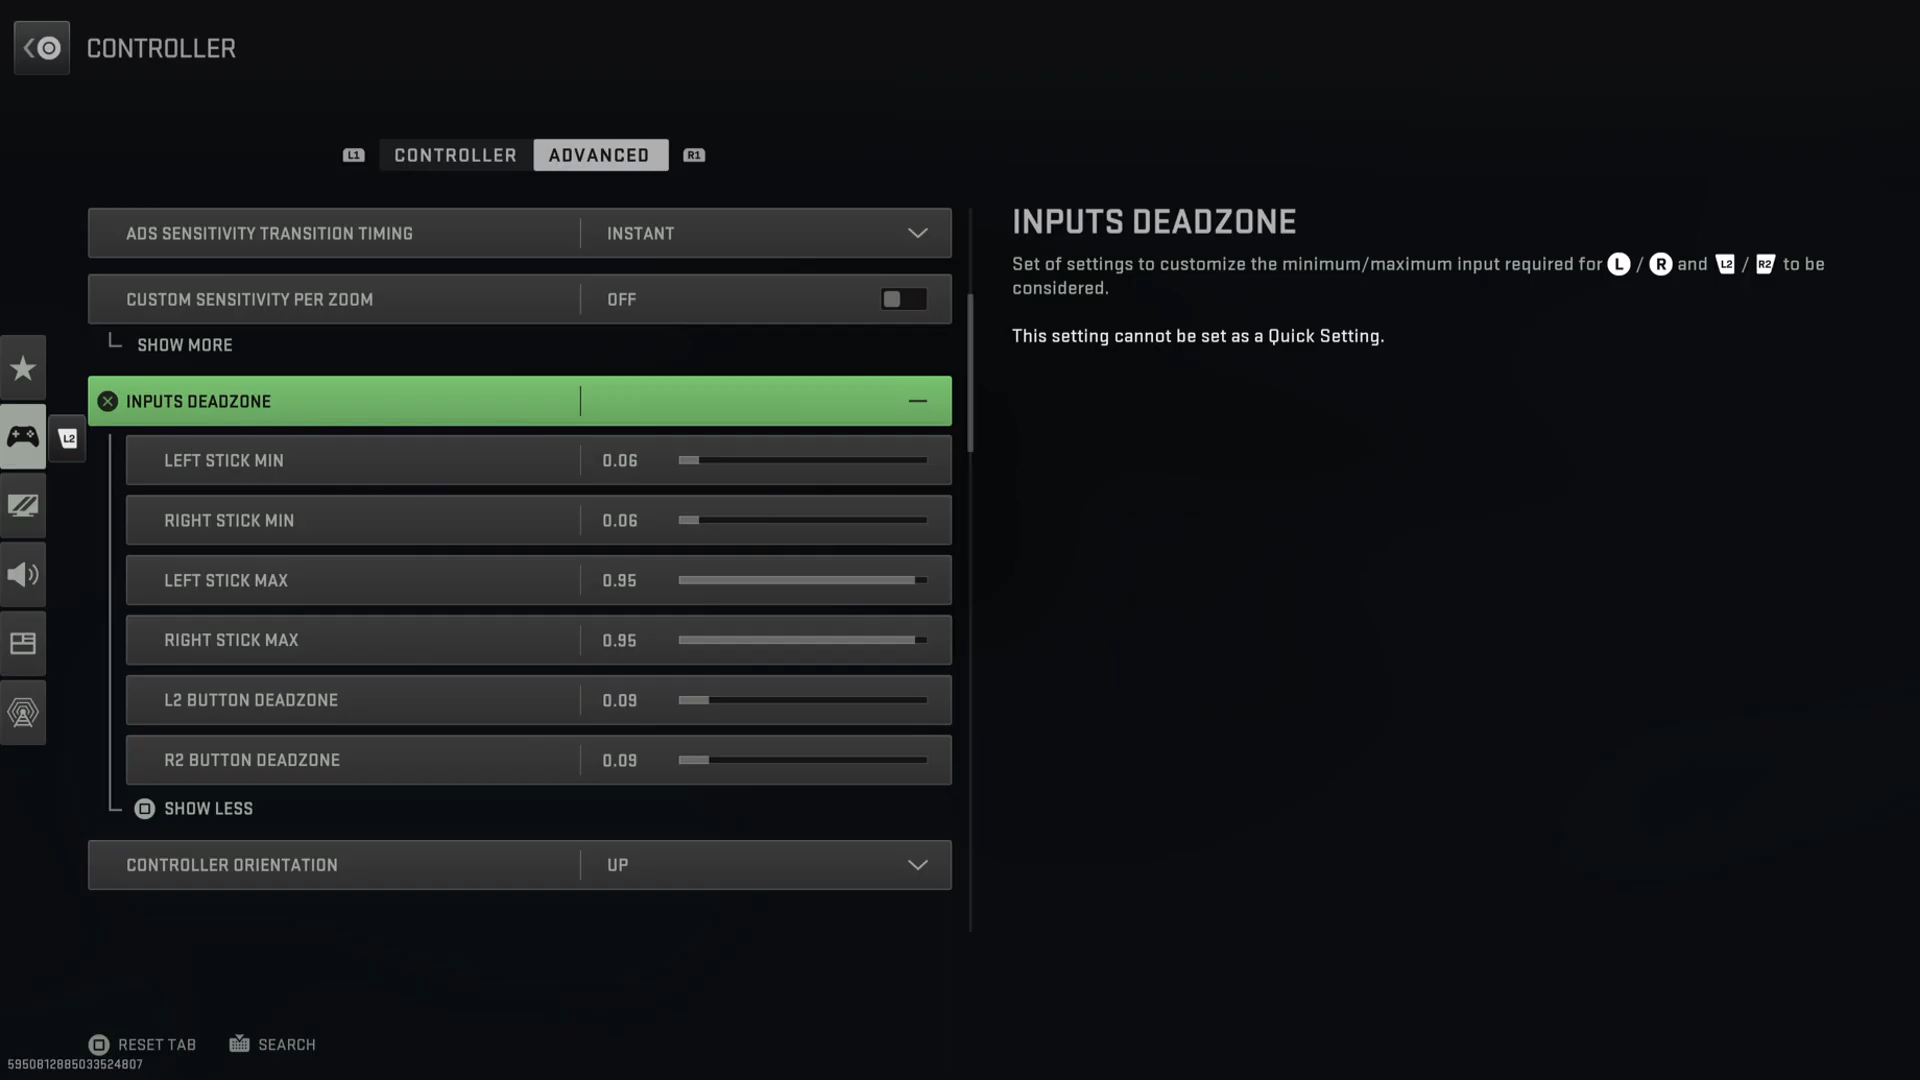 CONTROLLER
L1 CONTROLLER ADVANCED R1
ADS SENSITIVITY TRANSITION TIMING INSTANT
CUSTOM SENSITIVITY PER ZOOM OFF
SHOW MORE
L2
INPUTS DEADZONE
LEFT STICK MIN 0.06
RIGHT STICK MIN 0.06
LEFT STICK MAX 0.95
RIGHT STICK MAX 0.95
L2 BUTTON DEADZONE 0.09
R2 BUTTON DEADZONE 0.09
SHOW LESS
CONTROLLER ORIENTATION UP
INPUTS DEADZONE
Set of settings to customize the minimum/maximum input required for L / R and L2 / R2 to be
considered.
This setting cannot be set as a Quick Setting.
RESET TAB SEARCH
5950812885033524807